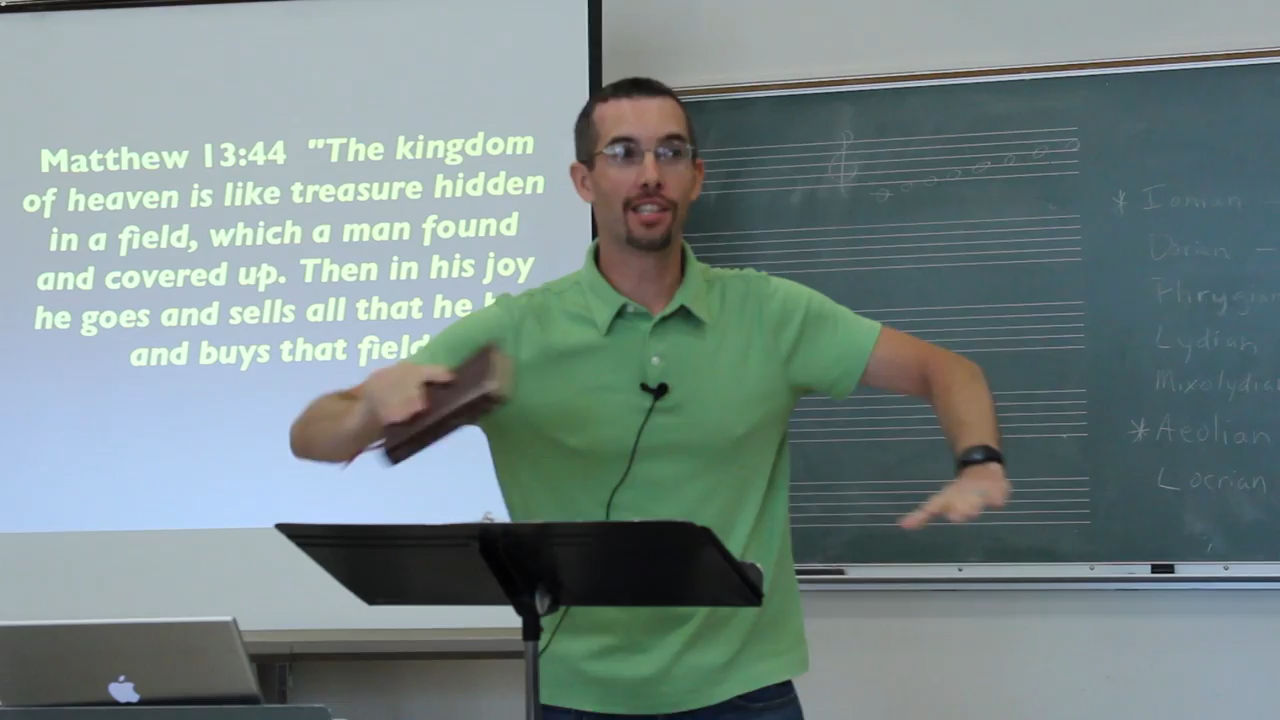 Matthew 13:44 "The kingdom
of heaven is like treasure hidden
in a field, which a man found
and covered up. Then in his joy
he goes and sells all that he
and buys that field
* Ionian -
Dorian -
Phrygian
Lydian
Mixolydia
* Aeolian
Locrian